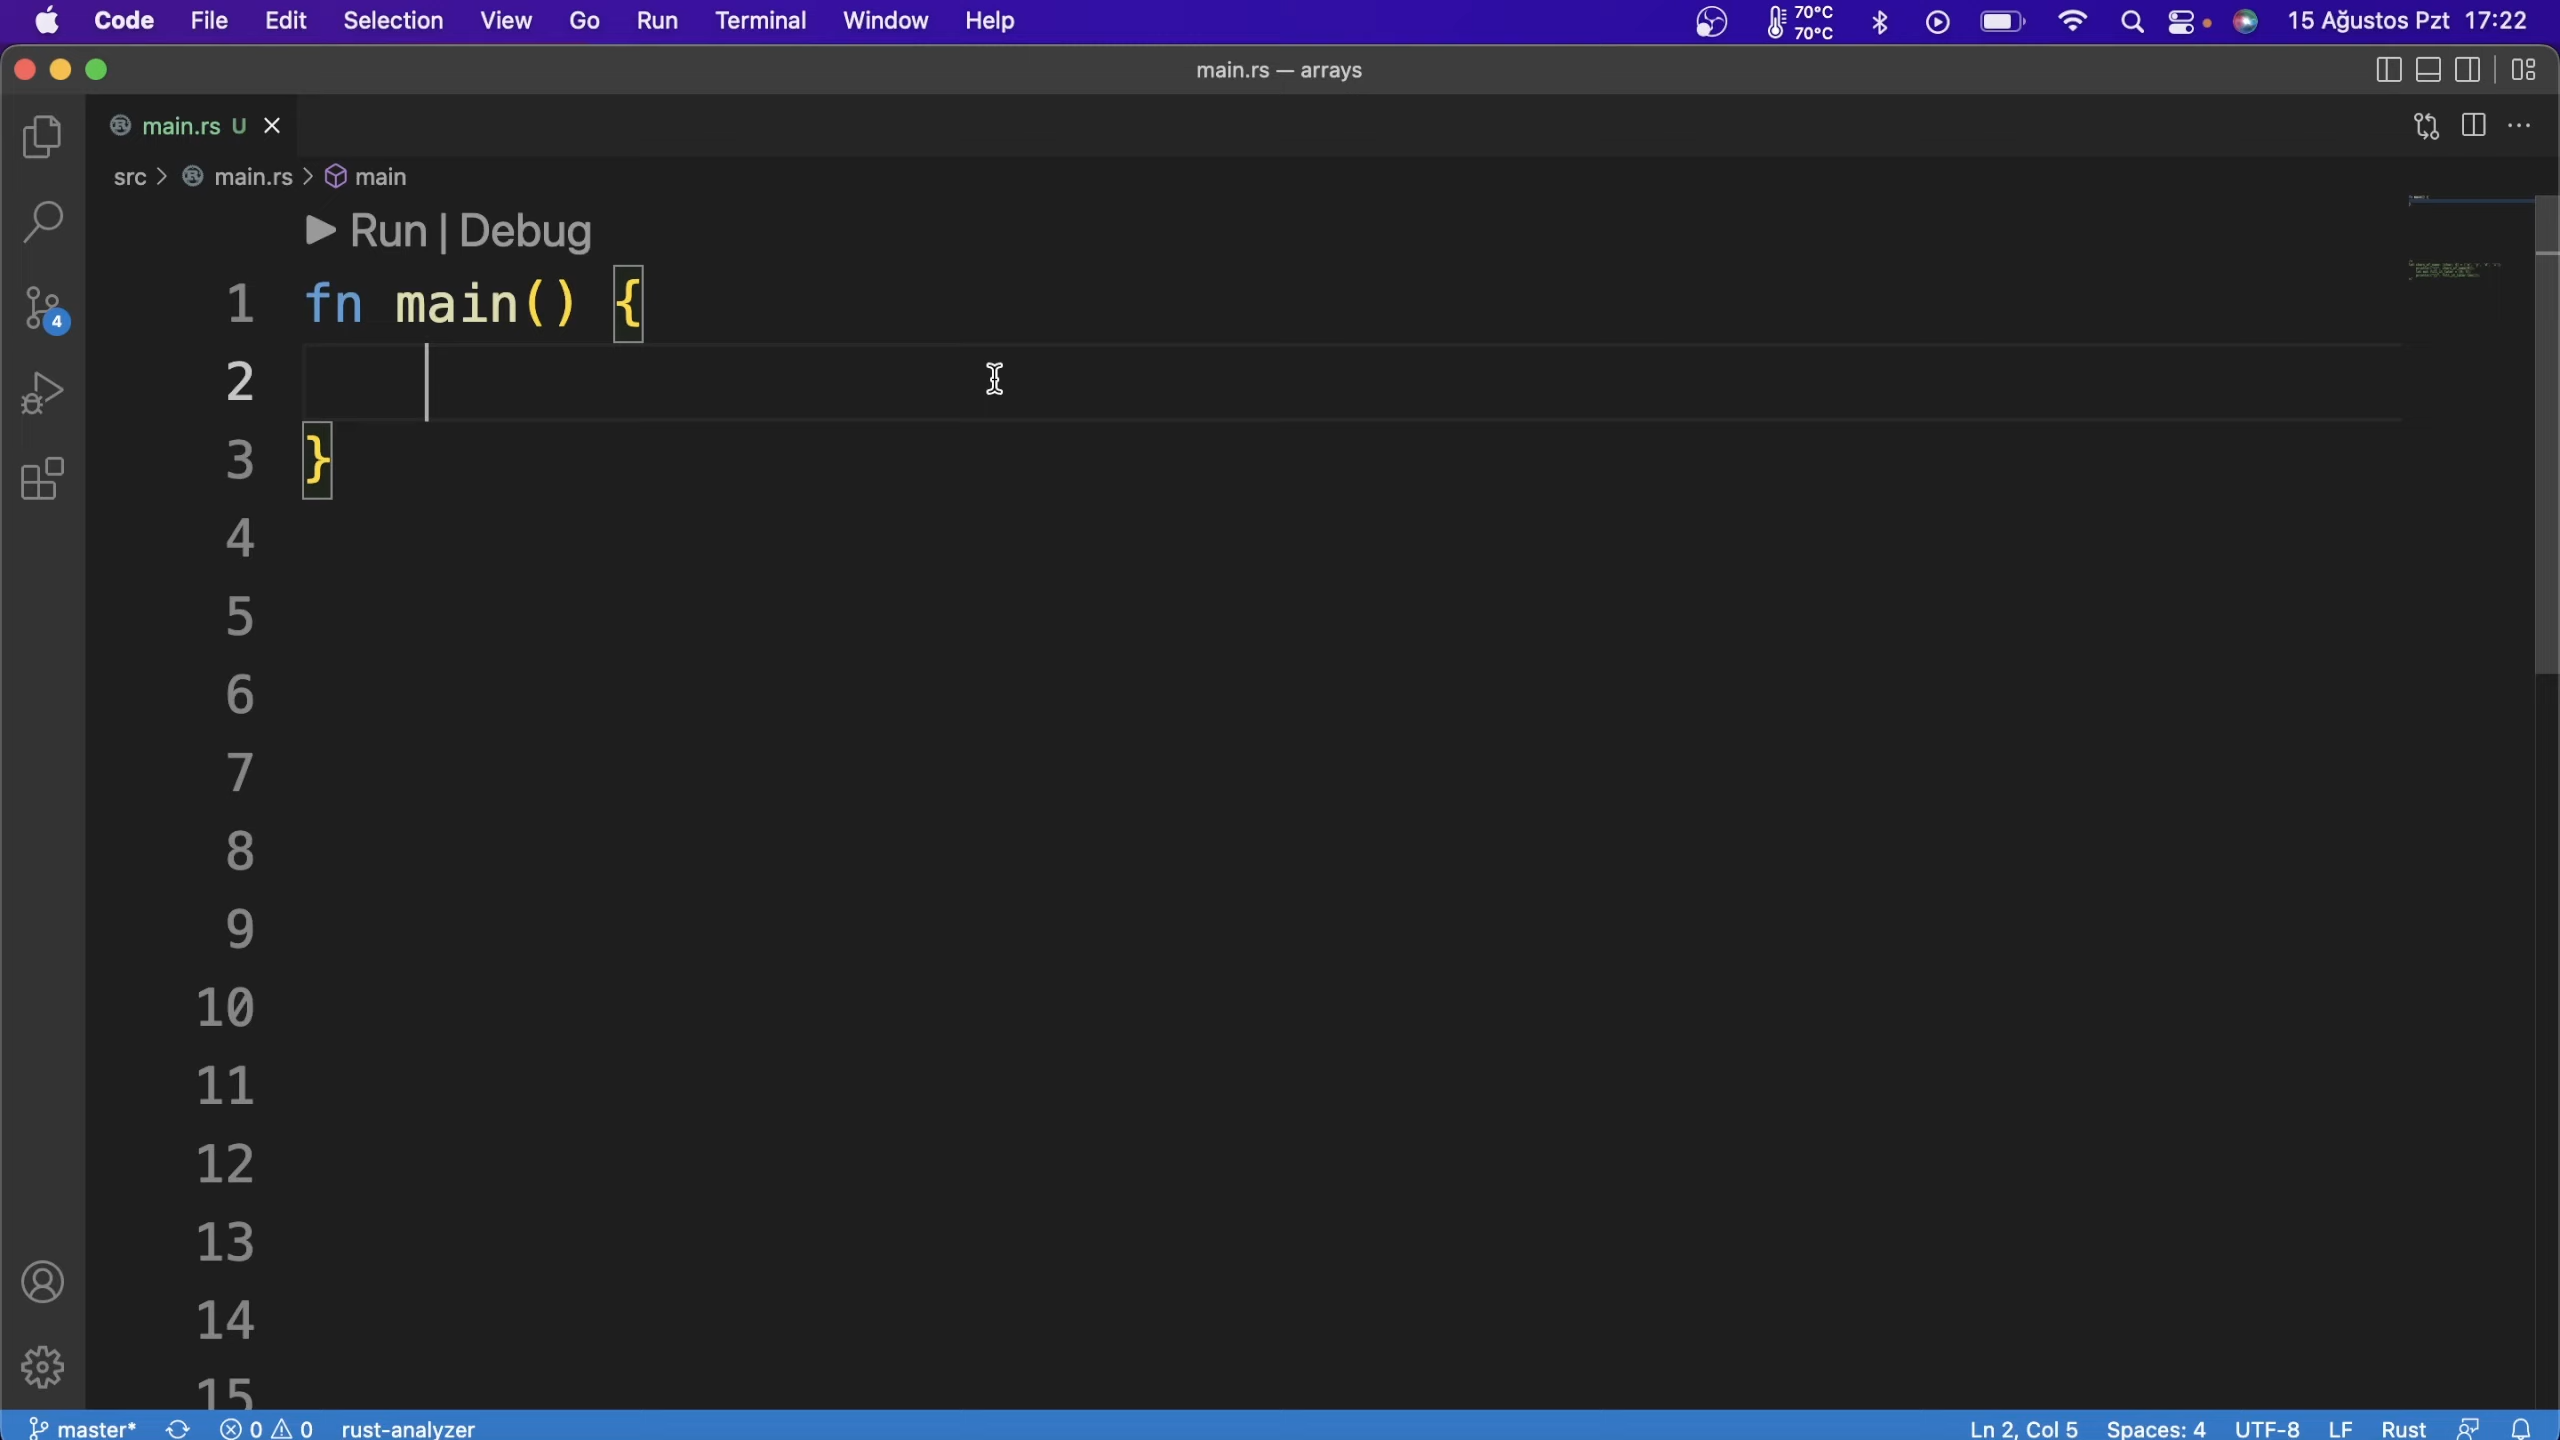 Code File Edit Selection View Go Run Terminal Window Help 70°C 70°C 15 Ağustos Pzt 17:22
main.rs — arrays
main.rs U
src > main.rs > main
Run | Debug
1 fn main() {
2
3 }
4
4
5
6
7
8
9
10
11
12
13
14
15
master* 0 0 rust-analyzer Ln 2, Col 5 Spaces: 4 UTF-8 LF Rust